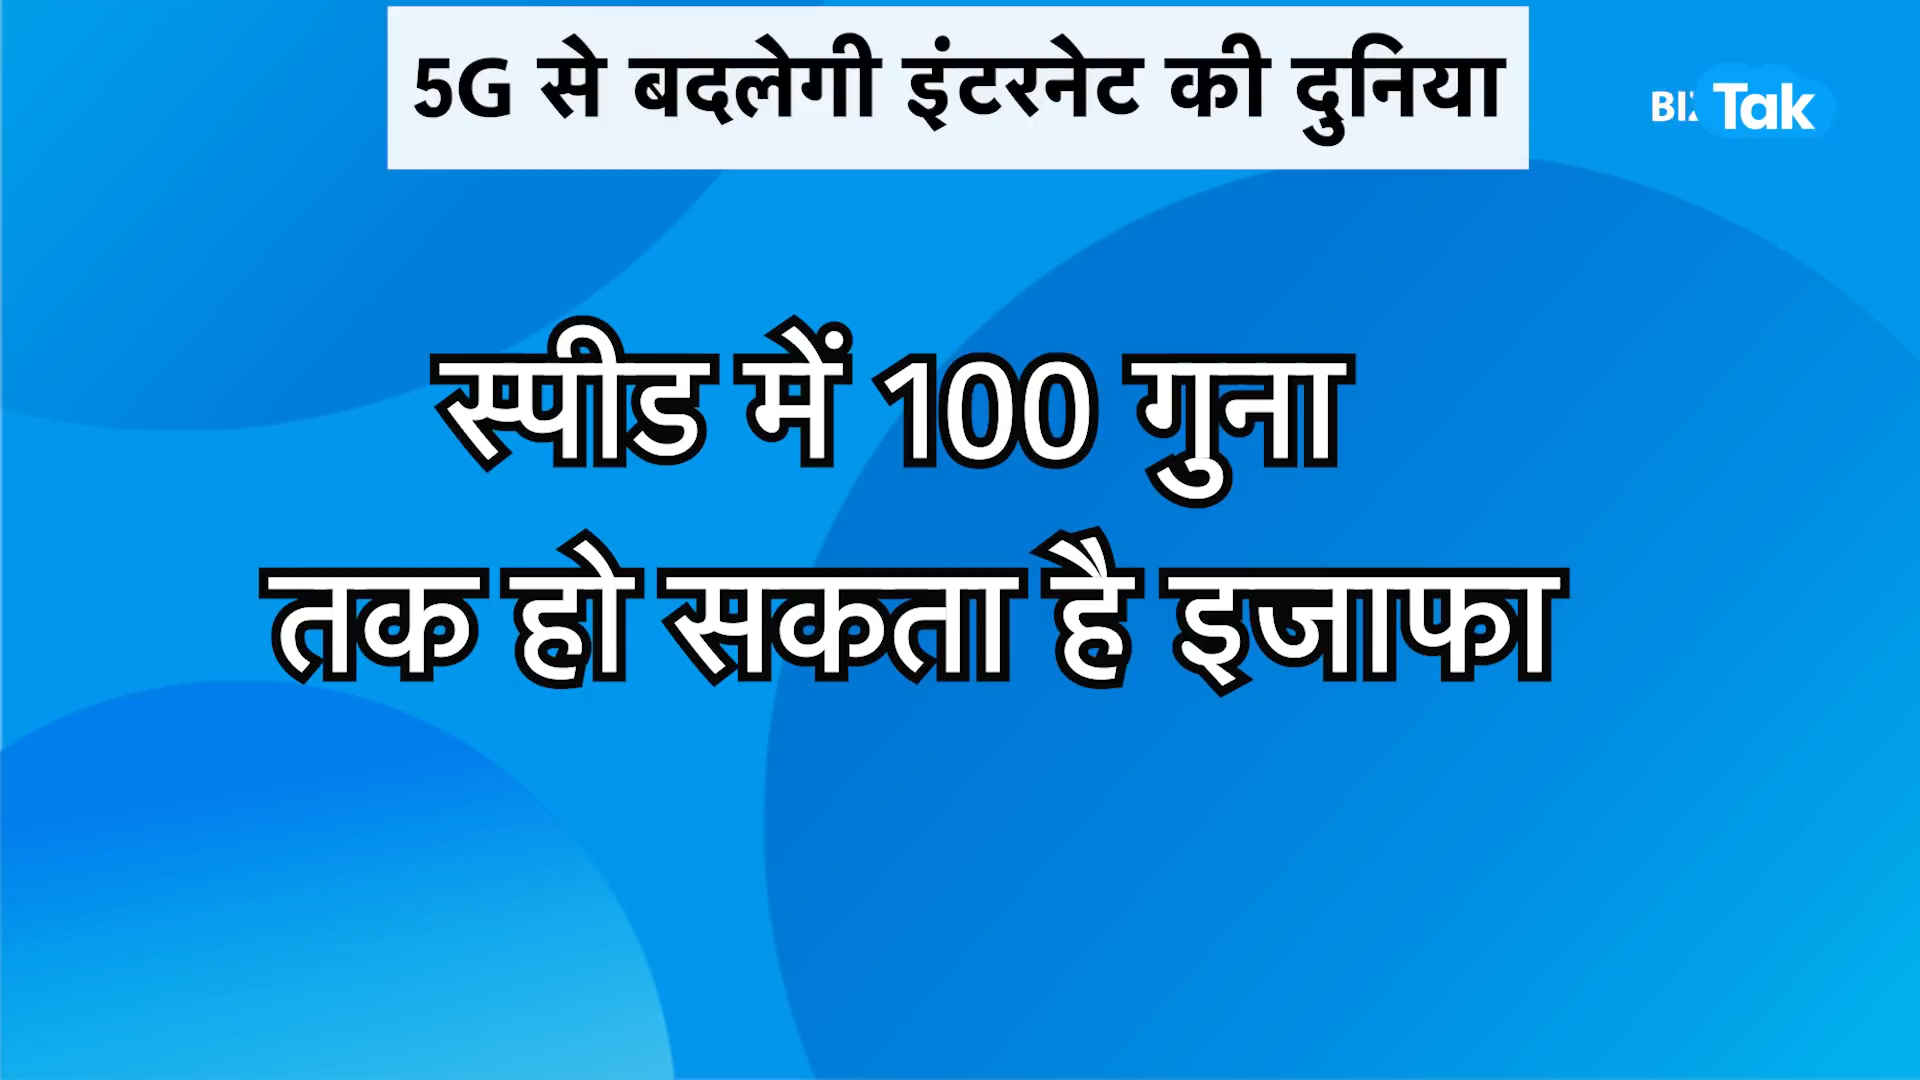 5G से बदलेगी इंटरनेट की दुनिया
Tak
स्पीड में 100 गुना
तक हो सकता है इजाफा